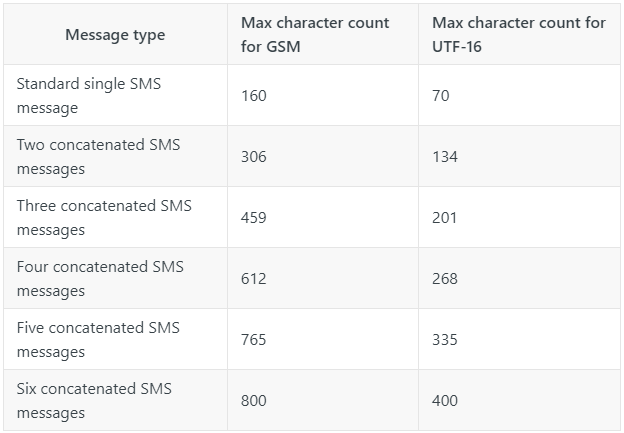 Message type
Max character count
for GSM
Max character count for
UTF-16
Standard single SMS
message
160
70
Two concatenated SMS
messages
306
134
Three concatenated SMS
messages
459
201
Four concatenated SMS
messages
612
268
Five concatenated SMS
messages
765
335
Six concatenated SMS
messages
800
400